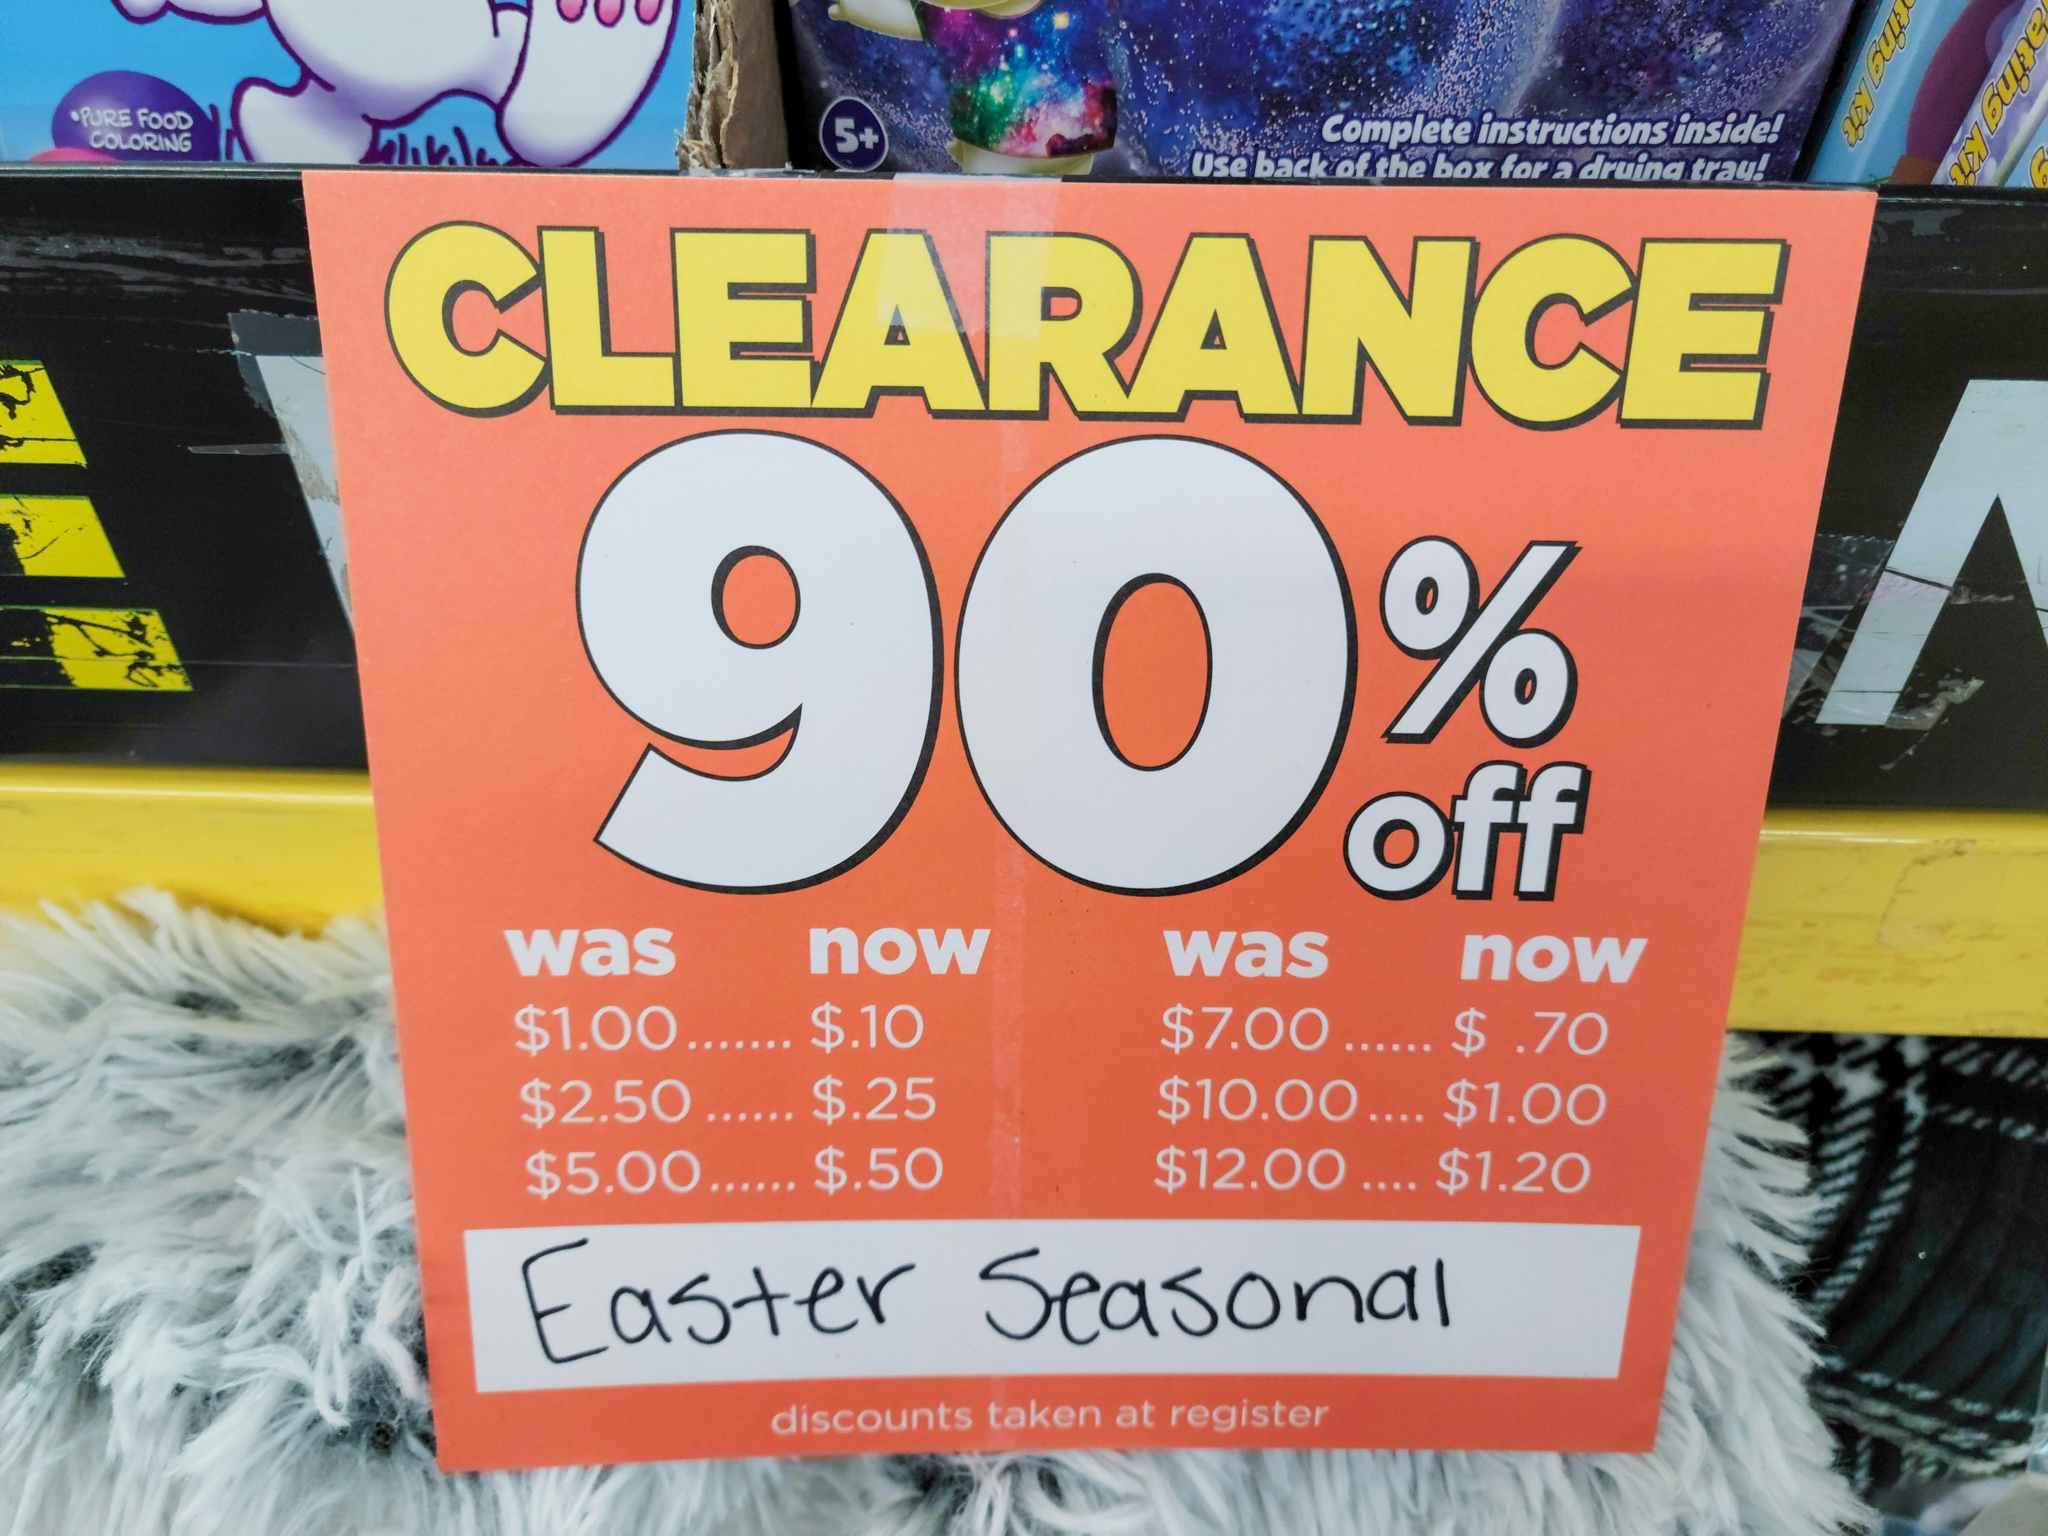 •PURE FOOD
COLORING
5+
Complete instructions inside!
Use back of the box for a drying tray!
CLEARANCE
90%
off
was now was now
$1.00....... $.10 $7.00...... $ .70
$2.50...... $.25 $10.00.... $1.00
$5.00...... $.50 $12.00.... $1.20
Easter Seasonal
discounts taken at register